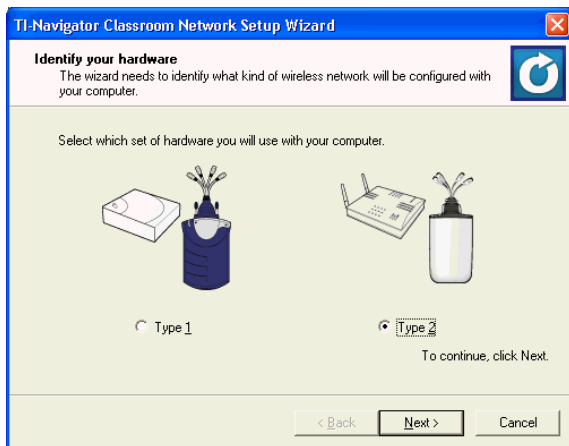 TI-Navigator Classroom Network Setup Wizard
Identify your hardware
The wizard needs to identify what kind of wireless network will be configured with
your computer.
Select which set of hardware you will use with your computer.
Type 1
Type 2
To continue, click Next.
< Back
Next >
Cancel